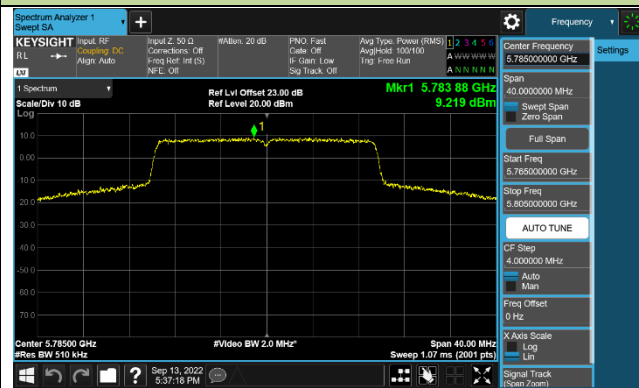 Spectrum Analyzer 1
Swept SA
Frequency
KEYSIGHT
RL
LXI
Input: RF
Coupling: DC
Align: Auto
Input Z: 50 Ω
Corrections: Off
Freq Ref: Int (S)
NFE: Off
#Atten: 20 dB
PNO: Fast
Gate: Off
IF Gain: Low
Sig Track: Off
Avg Type: Power (RMS)
Avg|Hold: 100/100
Trig: Free Run
1 2 3 4 5 6
A W W W W W
A N N N N N
1 Spectrum
Scale/Div 10 dB
Log
Ref Lvl Offset 23.00 dB
Ref Level 20.00 dBm
Mkr1 5.783 88 GHz
9.219 dBm
1
10.0
0.00
-10.0
-20.0
-30.0
-40.0
-50.0
-60.0
-70.0
Center 5.78500 GHz
#Res BW 510 kHz
#Video BW 2.0 MHz*
Span 40.00 MHz
Sweep 1.07 ms (2001 pts)
Sep 13, 2022
5:37:18 PM
Settings
Center Frequency
5.785000000 GHz
Span
40.0000000 MHz
Swept Span
Zero Span
Full Span
Start Freq
5.765000000 GHz
Stop Freq
5.805000000 GHz
AUTO TUNE
CF Step
4.000000 MHz
Auto
Man
Freq Offset
0 Hz
X Axis Scale
Log
Lin
Signal Track
(Span Zoom)